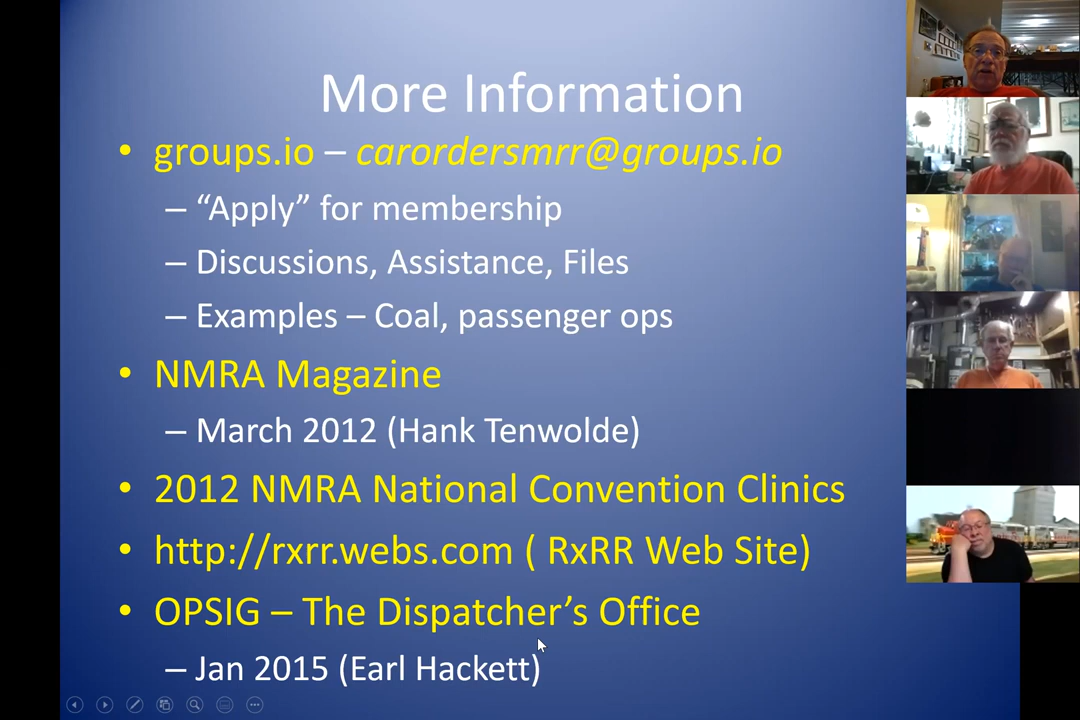 More Information
• groups.io – carordersmrr@groups.io
– “Apply” for membership
– Discussions, Assistance, Files
– Examples – Coal, passenger ops
• NMRA Magazine
– March 2012 (Hank Tenwolde)
• 2012 NMRA National Convention Clinics
• http://rxrr.webs.com ( RxRR Web Site)
• OPSIG – The Dispatcher’s Office
– Jan 2015 (Earl Hackett)